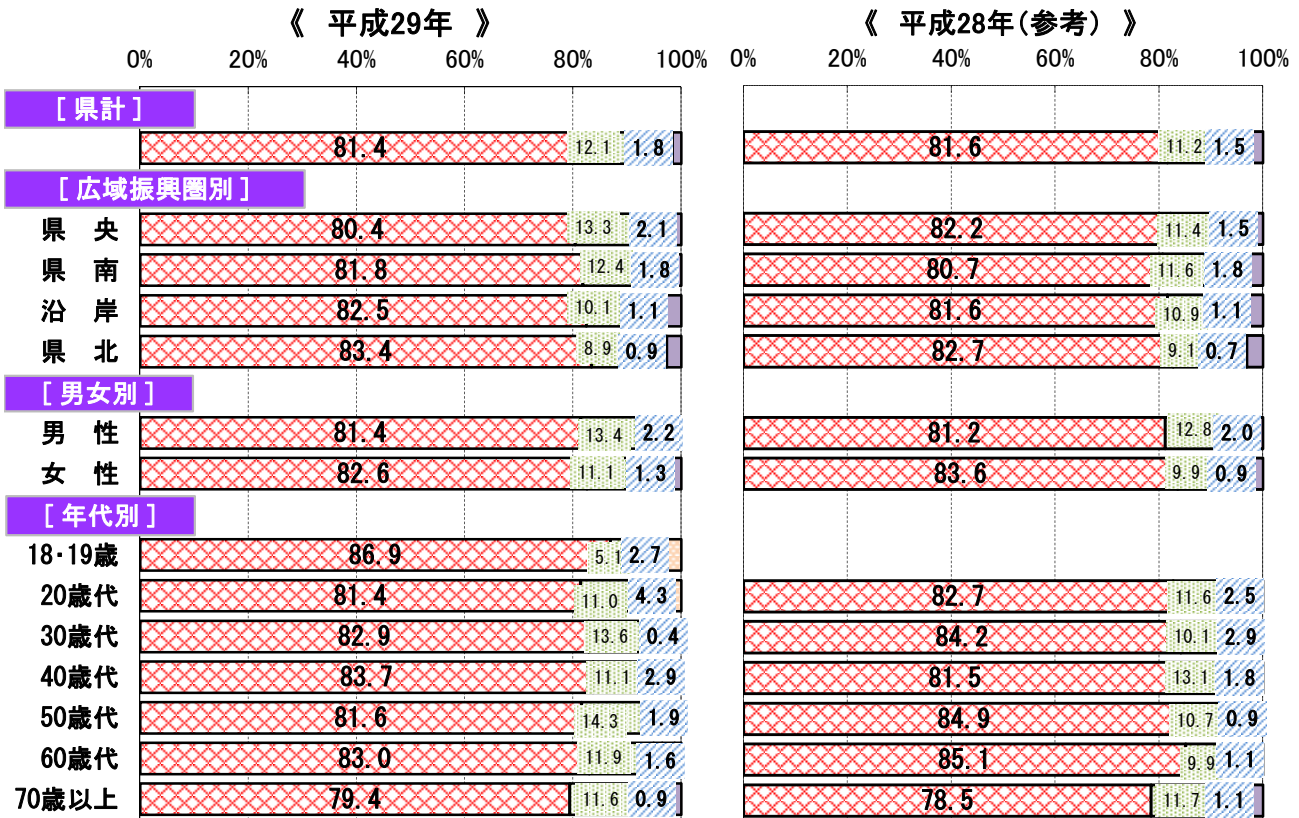 《 平成29年 》 《 平成28年(参考) 》
0% 20% 40% 60% 80% 100% 0% 20% 40% 60% 80% 100%
[ 県計 ]
81.4 12.1 1.8 81.6 11.2 1.5
[ 広域振興圏別 ]
県 央 80.4 13.3 2.1 82.2 11.4 1.5
県 南 81.8 12.4 1.8 80.7 11.6 1.8
沿 岸 82.5 10.1 1.1 81.6 10.9 1.1
県 北 83.4 8.9 0.9 82.7 9.1 0.7
[ 男女別 ]
男 性 81.4 13.4 2.2 81.2 12.8 2.0
女 性 82.6 11.1 1.3 83.6 9.9 0.9
[ 年代別 ]
18・19歳 86.9 5.1 2.7
20歳代 81.4 11.0 4.3 82.7 11.6 2.5
30歳代 82.9 13.6 0.4 84.2 10.1 2.9
40歳代 83.7 11.1 2.9 81.5 13.1 1.8
50歳代 81.6 14.3 1.9 84.9 10.7 0.9
60歳代 83.0 11.9 1.6 85.1 9.9 1.1
70歳以上 79.4 11.6 0.9 78.5 11.7 1.1